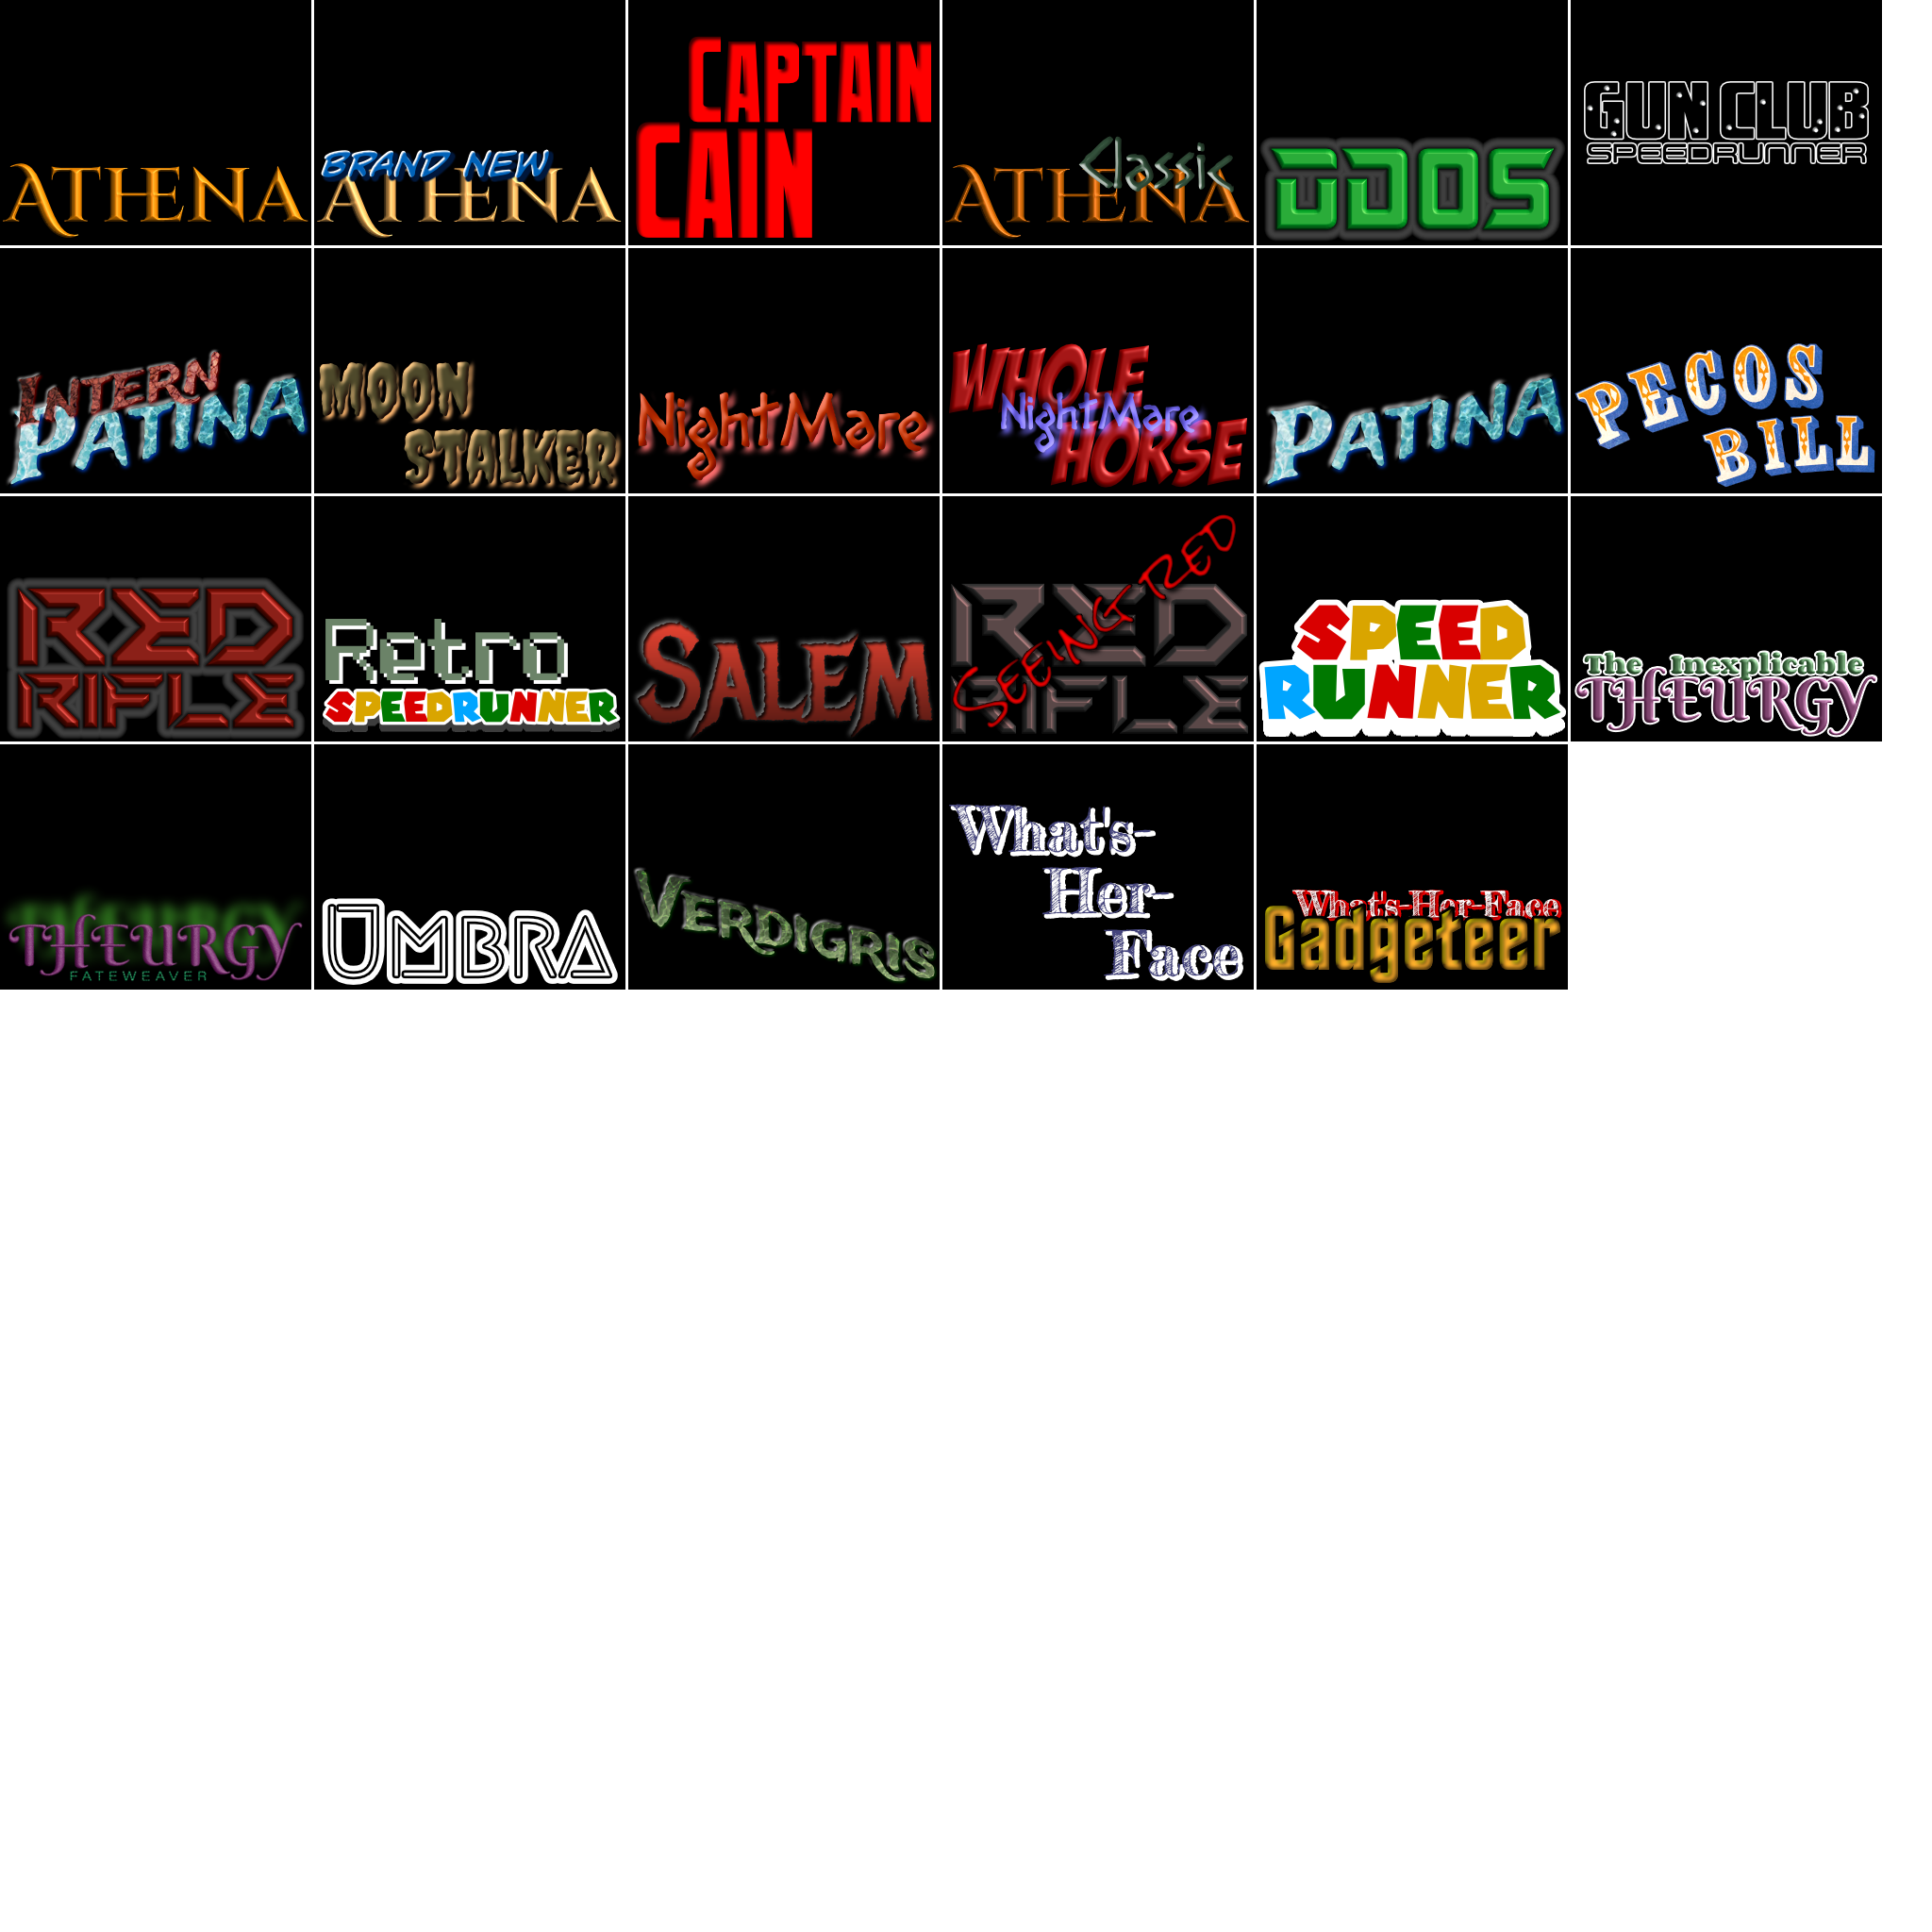 ATHENA
BRAND NEW
ATHENA
CAPTAIN
CAIN
Classic
ATHENA
DDOS
GUN CLUB
SPEEDRUNNER
INTERN
PATINA
MOON
STALKER
NightMare
WHOLE
NightMare
HORSE
PATINA
PECOS
BILL
RED
RIFLE
Retro
SPEEDRUNNER
SALEM
SEEING RED
RED
RIFLE
SPEED
RUNNER
The Inexplicable
THEURGY
THEURGY
FATEWEAVER
UMBRA
VERDIGRIS
What's-
Her-
Face
What's-Her-Face
Gadgeteer